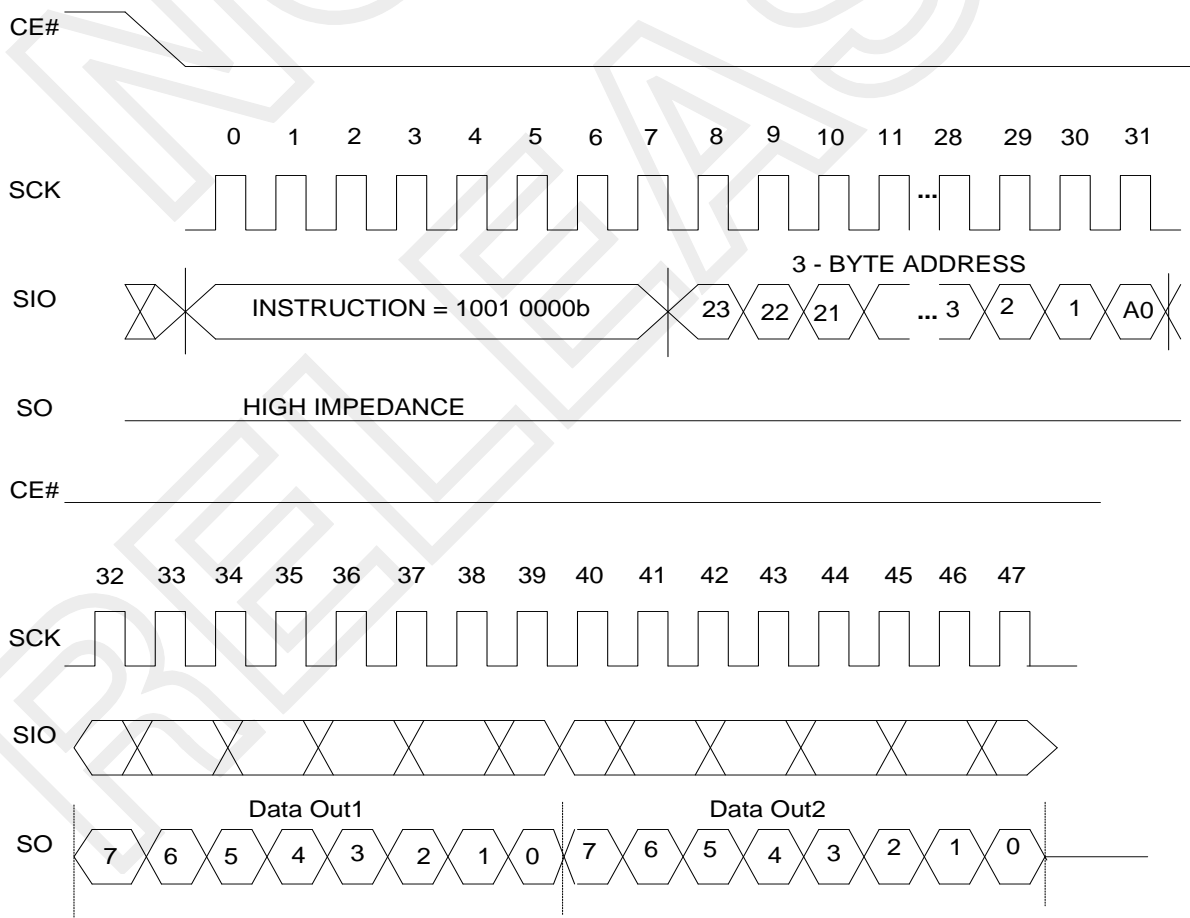 CE#
0 1 2 3 4 5 6 7 8 9 10 11 28 29 30 31
SCK ...
3 - BYTE ADDRESS
SIO INSTRUCTION = 1001 0000b 23 22 21 ... 3 2 1 A0
SO HIGH IMPEDANCE
CE#
32 33 34 35 36 37 38 39 40 41 42 43 44 45 46 47
SCK
SIO
Data Out1 Data Out2
SO 7 6 5 4 3 2 1 0 7 6 5 4 3 2 1 0